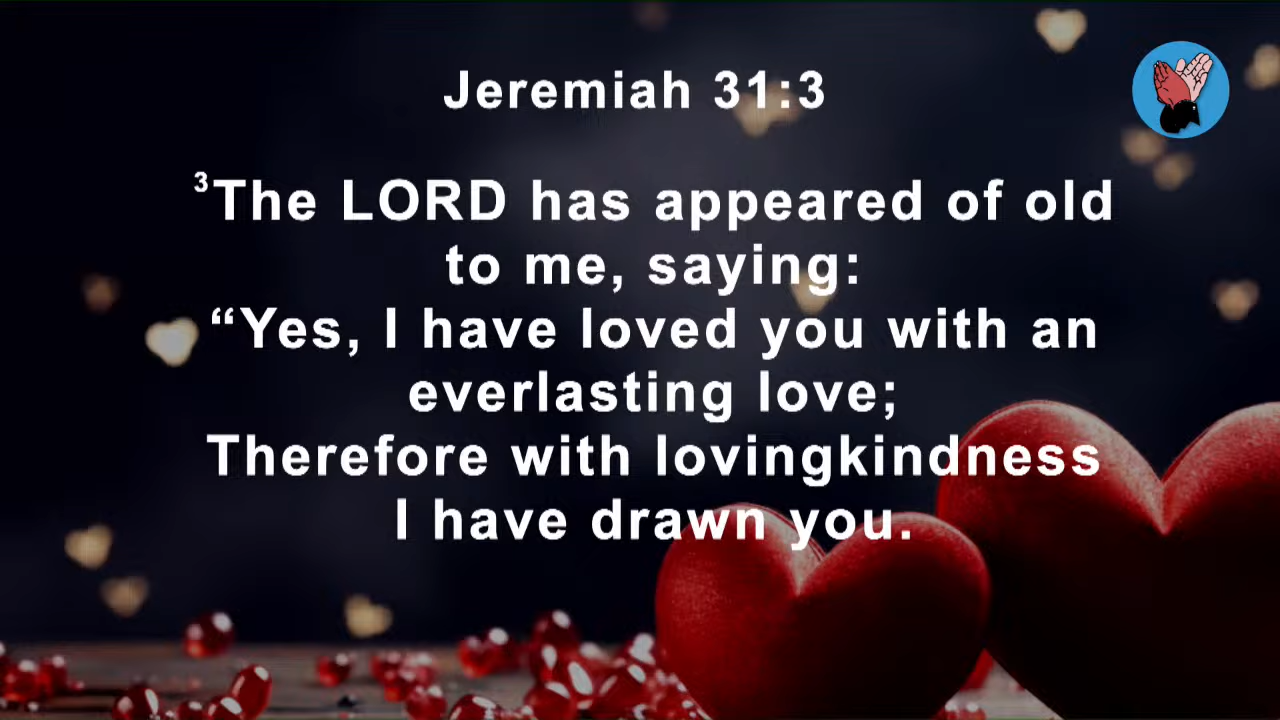 Jeremiah 31:3
³The LORD has appeared of old
to me, saying:
“Yes, I have loved you with an
everlasting love;
Therefore with lovingkindness
I have drawn you.